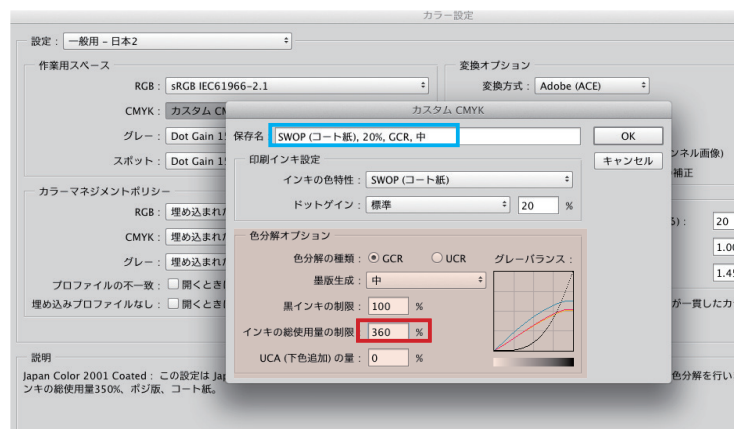 カラー設定
設定： 一般用 – 日本2
作業用スペース
変換オプション
RGB： sRGB IEC61966-2.1
変換方式： Adobe (ACE)
CMYK： カスタム
カスタム CMYK
グレー： Dot Gain
スポット： Dot Gain
保存名
SWOP (コート紙), 20%, GCR, 中
OK
キャンセル
印刷インキ設定
インキの色特性： SWOP (コート紙)
ドットゲイン： 標準 20 %
色分解オプション
色分解の種類： GCR UCR
グレーバランス：
墨版生成： 中
黒インキの制限： 100 %
インキの総使用量の制限： 360 %
UCA (下色追加) の量： 0 %
カラーマネジメントポリシー
RGB： 埋め込まれ
CMYK： 埋め込まれ
グレー： 埋め込まれ
プロファイルの不一致： 開くとき
埋め込みプロファイルなし： 開くとき
ンネル画像)
補正
20
1.00
1.45
が一貫したカ
説明
Japan Color 2001 Coated： この設定は Jap
色分解を行い
ンキの総使用量350%、ポジ版、コート紙。